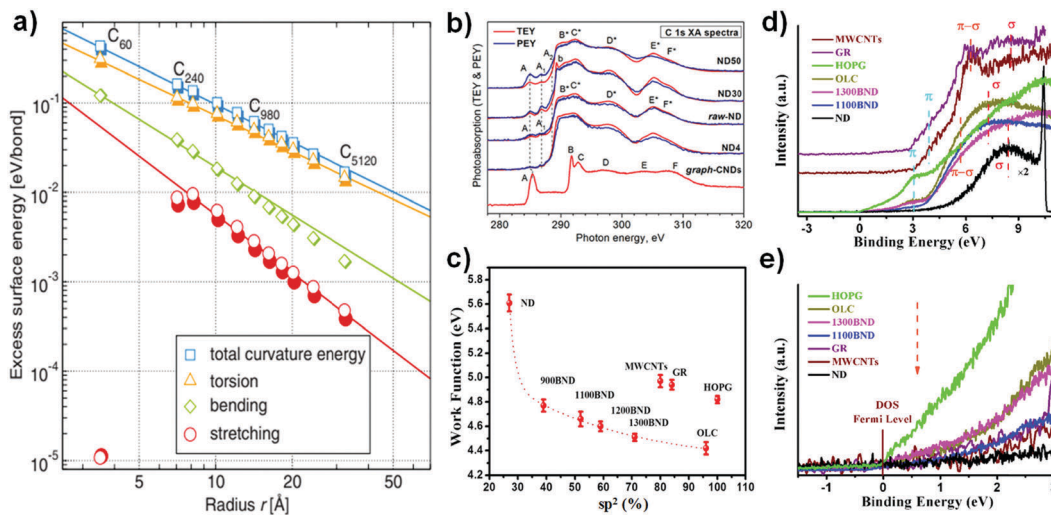 a)
Excess surface energy [eV/bond]
10⁻¹
10⁻²
10⁻³
10⁻⁴
10⁻⁵
C₆₀
C₂₄₀
C₉₈₀
C₅₁₂₀
total curvature energy
torsion
bending
stretching
5
10
20
50
Radius r [Å]
b)
Photoabsorption (TEY & PEY)
TEY
PEY
C 1s XA spectra
B* C*
D*
E*
F*
A
A₁
A₂
b
ND50
ND30
B* C*
D*
E*
F*
raw-ND
A
A₁
ND4
graph-CNDs
A
B
C
D
E
F
280 290 300 310 320
Photon energy, eV
c)
Work Function (eV)
5.8
5.6
5.4
5.2
5.0
4.8
4.6
4.4
4.2
ND
900BND
1100BND
1200BND
1300BND
MWCNTs
GR
HOPG
OLC
20 30 40 50 60 70 80 90 100
sp² (%)
d)
Intensity (a.u.)
MWCNTs
GR
HOPG
OLC
1300BND
1100BND
ND
π
π–σ
σ
π
π–σ
σ
σ
×2
-3 0 3 6 9
Binding Energy (eV)
e)
Intensity (a.u.)
HOPG
OLC
1300BND
1100BND
GR
MWCNTs
ND
DOS
Fermi Level
-1 0 1 2 3
Binding Energy (eV)